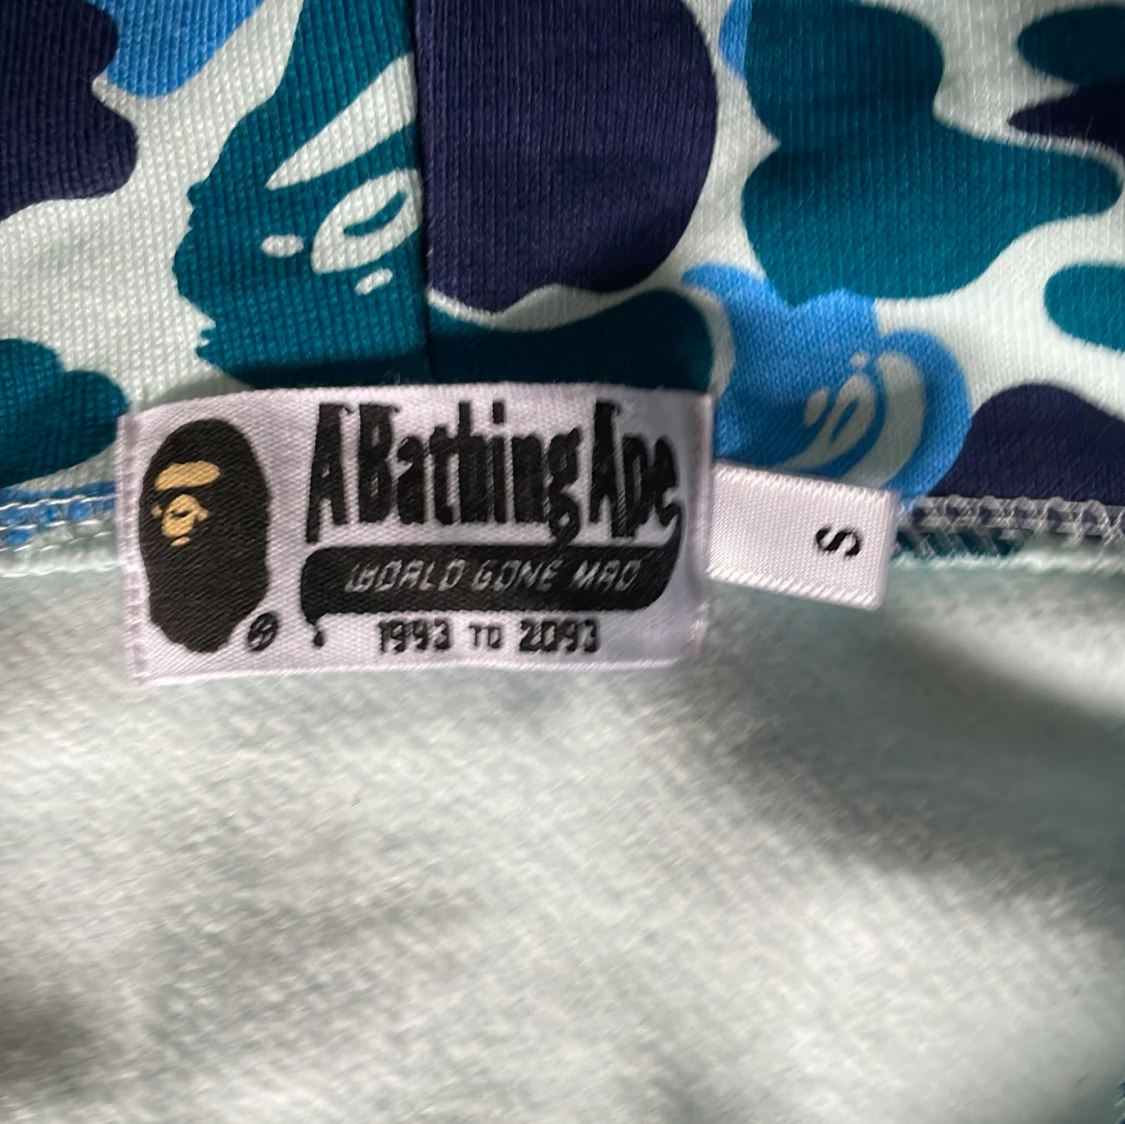 A Bathing Ape
WORLD GONE MAD
1993 TO 2093
S